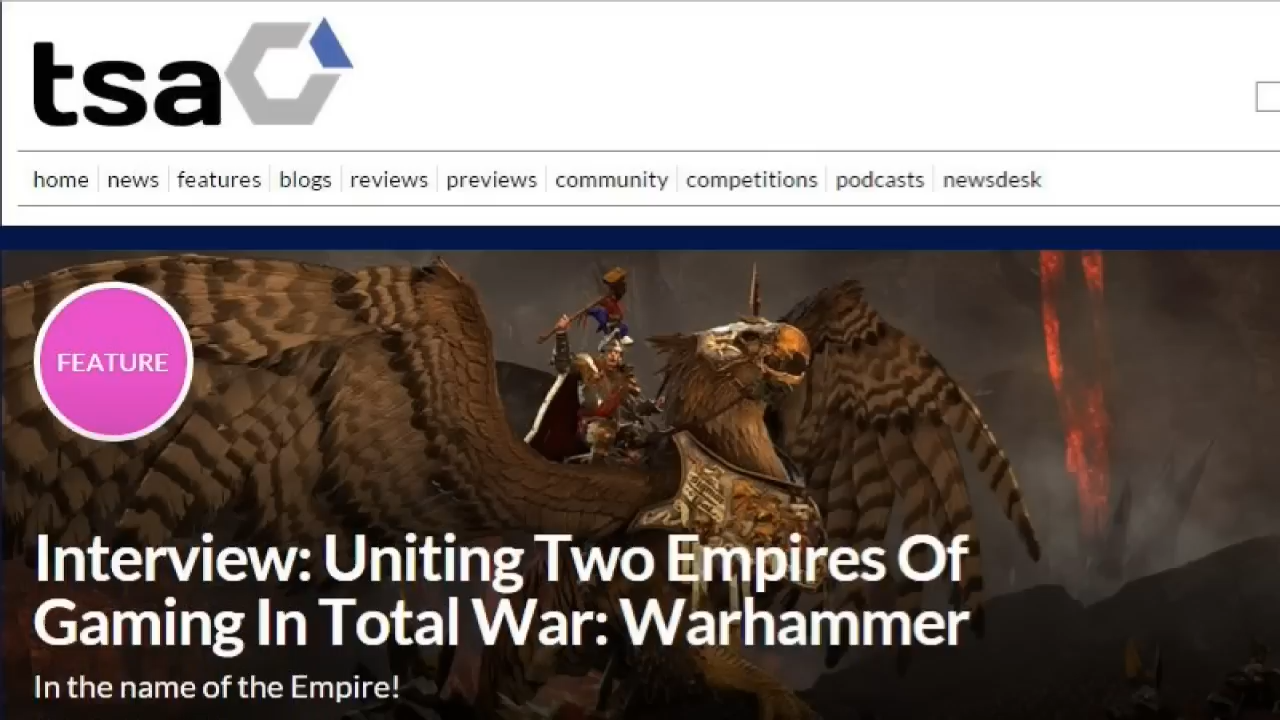 tsa
home news features blogs reviews previews community competitions podcasts newsdesk
FEATURE
Interview: Uniting Two Empires Of
Gaming In Total War: Warhammer
In the name of the Empire!